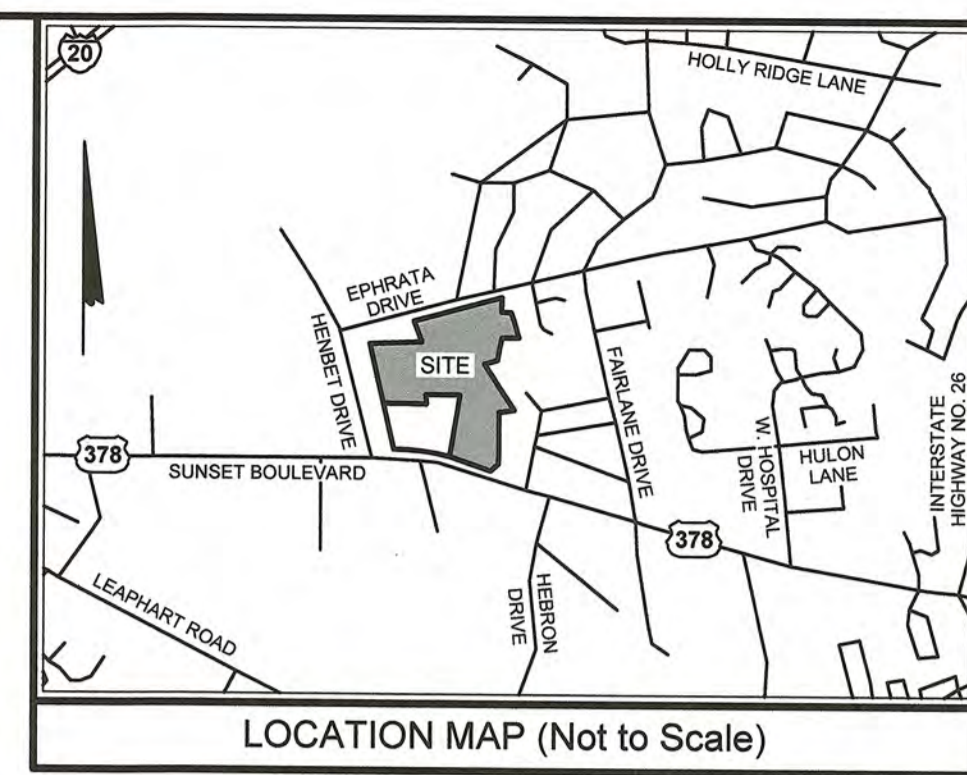 20
HOLLY RIDGE LANE
EPHRATA
DRIVE
HENBET DRIVE
SITE
FAIRLANE DRIVE
W. HOSPITAL
DRIVE
HULON
LANE
INTERSTATE
HIGHWAY NO. 26
378
SUNSET BOULEVARD
378
LEAPHART ROAD
HEBRON
DRIVE
LOCATION MAP (Not to Scale)